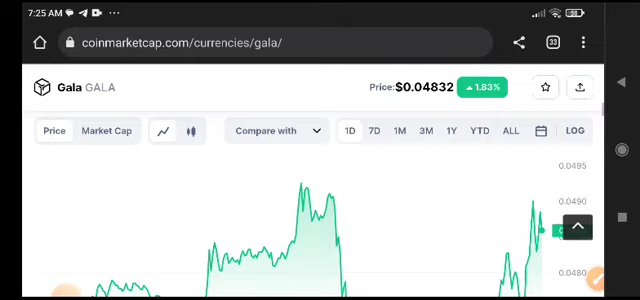 7:25 AM
53
coinmarketcap.com/currencies/gala/
33
Gala GALA
Price:$0.04832
1.83%
Price
Market Cap
Compare with
1D 7D 1M 3M 1Y YTD ALL
LOG
0.0495
0.0490
0.0480